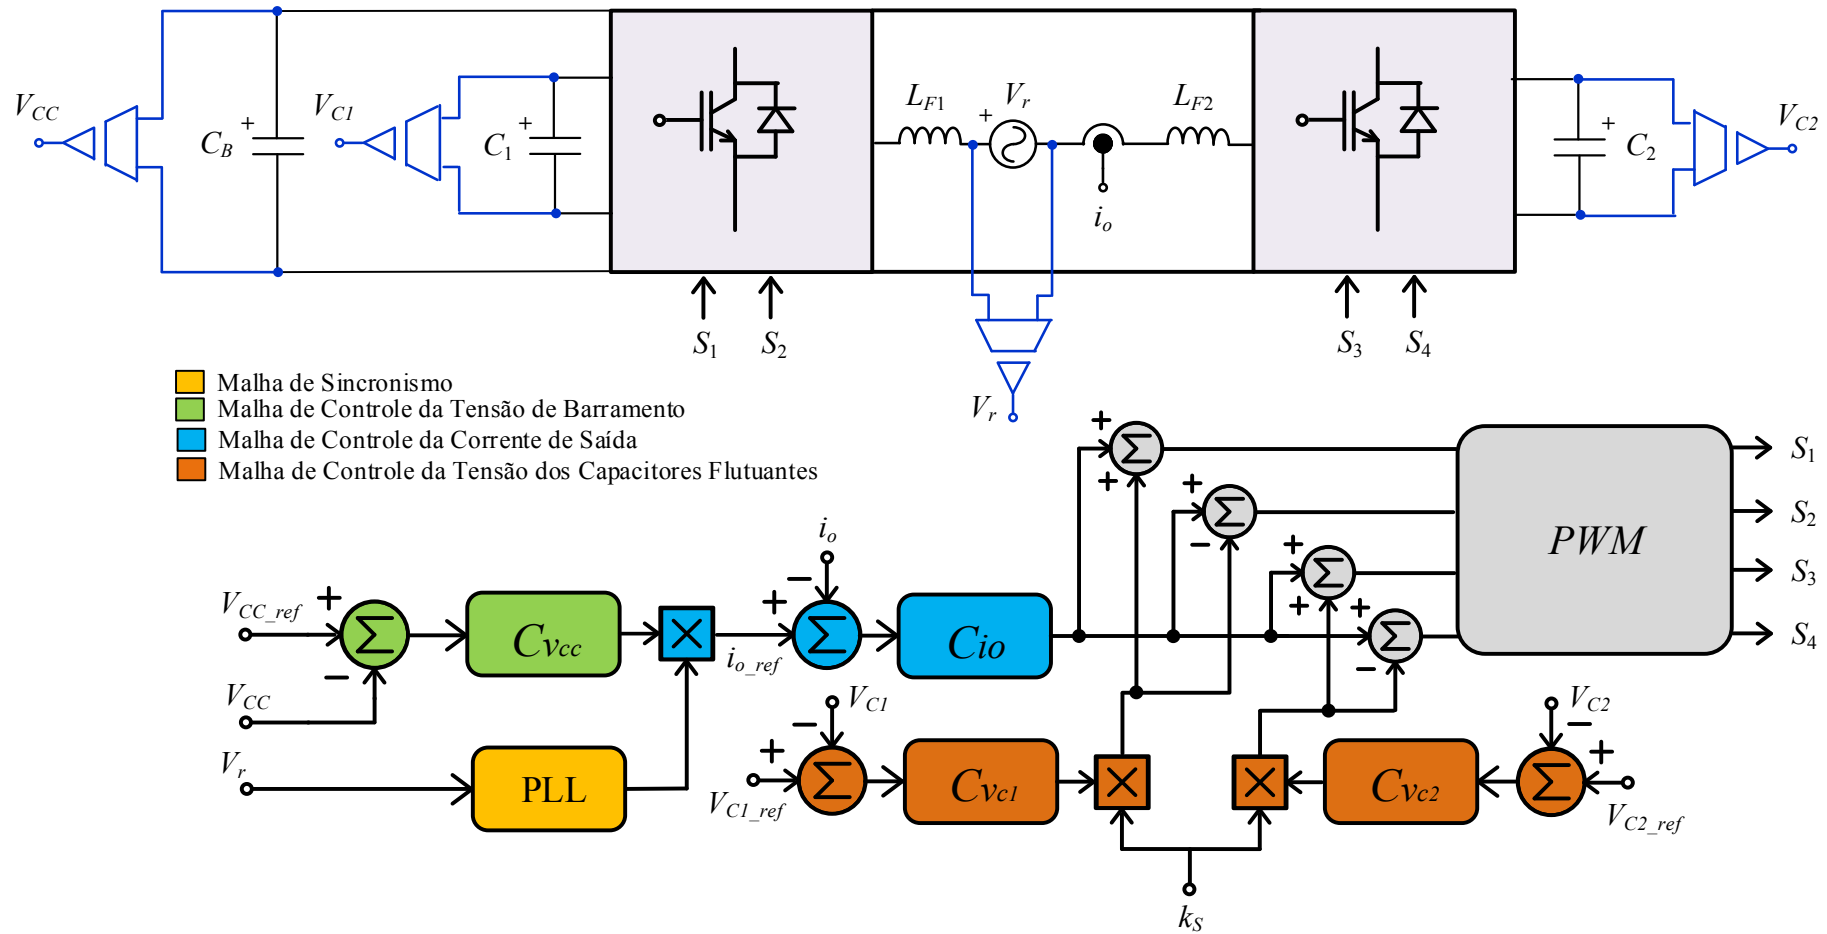 V_CC
C_B
+
V_C1
C_1
+
L_F1
+
V_r
L_F2
i_o
+
C_2
V_C2
S_1
S_2
S_3
S_4
V_r
Malha de Sincronismo
Malha de Controle da Tensão de Barramento
Malha de Controle da Corrente de Saída
Malha de Controle da Tensão dos Capacitores Flutuantes
+
Σ
+
+
Σ
−
+
Σ
+
+
Σ
−
PWM
S_1
S_2
S_3
S_4
V_CC_ref
+
Σ
−
V_CC
V_r
Cv_cc
×
i_o_ref
i_o
−
+
Σ
Cio
PLL
V_C1
−
+
Σ
V_C1_ref
Cv_c1
×
×
Cv_c2
V_C2
−
+
Σ
V_C2_ref
k_S